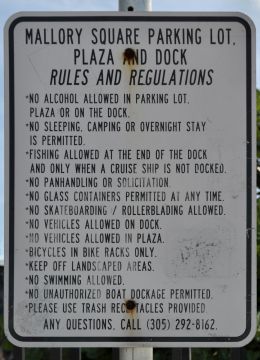 MALLORY SQUARE PARKING LOT,
PLAZA AND DOCK
RULES AND REGULATIONS
*NO ALCOHOL ALLOWED IN PARKING LOT,
PLAZA OR ON THE DOCK.
*NO SLEEPING, CAMPING OR OVERNIGHT STAY
IS PERMITTED.
*FISHING ALLOWED AT THE END OF THE DOCK
AND ONLY WHEN A CRUISE SHIP IS NOT DOCKED.
*NO PANHANDLING OR SOLICITATION.
*NO GLASS CONTAINERS PERMITTED AT ANY TIME.
*NO SKATEBOARDING / ROLLERBLADING ALLOWED.
*NO VEHICLES ALLOWED ON DOCK.
*NO VEHICLES ALLOWED IN PLAZA.
*BICYCLES IN BIKE RACKS ONLY.
*KEEP OFF LANDSCAPED AREAS.
*NO SWIMMING ALLOWED.
*NO UNAUTHORIZED BOAT DOCKAGE PERMITTED.
*PLEASE USE TRASH RECEPTACLES PROVIDED.
ANY QUESTIONS, CALL (305) 292-8162.